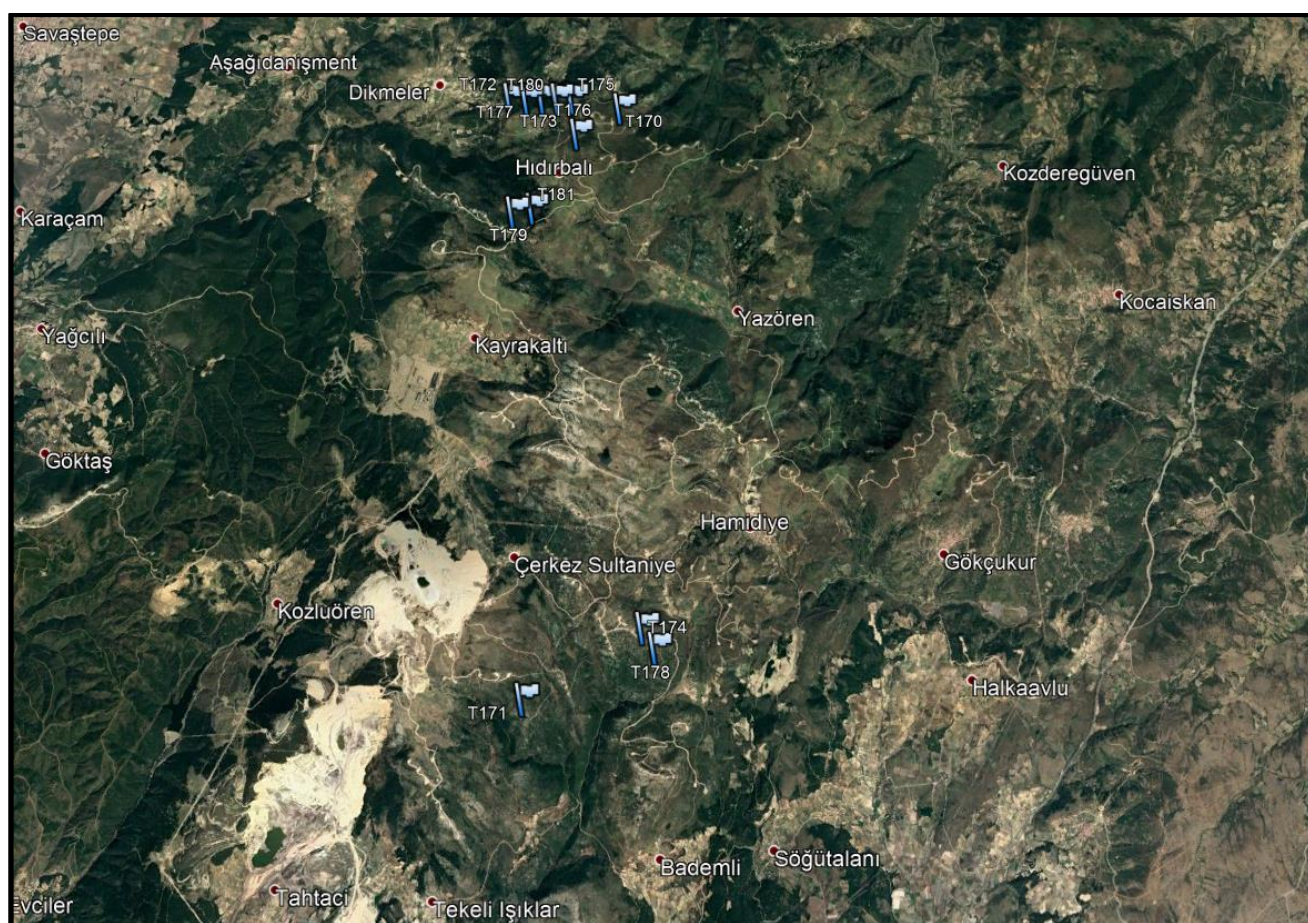 Savaştepe
Aşağıdanişment
Dikmeler
T172
T180
T175
T177
T173
T176
T170
Hıdırbalı
Kozderegüven
Karaçam
T181
T179
Kocaiskan
Yağcılı
Yazören
Kayrakaltı
Göktaş
Hamidiye
Çerkez Sultaniye
Gökçukur
Kozluören
T174
T178
Halkaavlu
T171
Bademli
Söğütalanı
Tahtaci
Evciler
Tekeli Işıklar